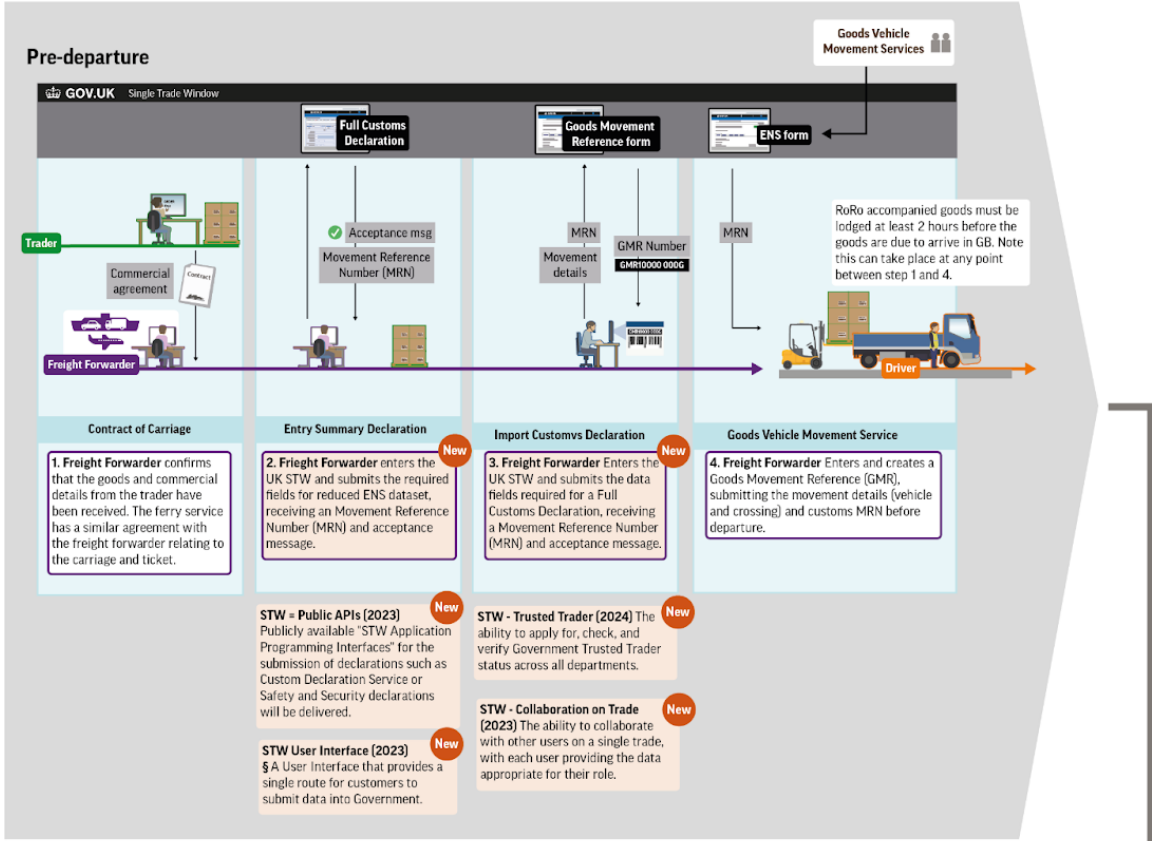 Goods Vehicle
Movement Services
Pre-departure
GOV.UK Single Trade Window
Full Customs
Declaration
Goods Movement
Reference form
ENS form
Trader
Commercial
agreement
Contract
Freight Forwarder
Acceptance msg
Movement Reference
Number (MRN)
MRN
Movement
details
GMR Number
GMR10000 000G
MRN
RoRo accompanied goods must be
lodged at least 2 hours before the
goods are due to arrive in GB. Note
this can take place at any point
between step 1 and 4.
Driver
Contract of Carriage
1. Freight Forwarder confirms
that the goods and commercial
details from the trader have
been received. The ferry service
has a similar agreement with
the freight forwarder relating to
the carriage and ticket.
Entry Summary Declaration
New
2. Freight Forwarder enters the
UK STW and submits the required
fields for reduced ENS dataset,
receiving an Movement Reference
Number (MRN) and acceptance
message.
Import Customvs Declaration
New
3. Freight Forwarder Enters the
UK STW and submits the data
fields required for a Full
Customs Declaration, receiving
a Movement Reference Number
(MRN) and acceptance message.
Goods Vehicle Movement Service
4. Freight Forwarder Enters and creates a
Goods Movement Reference (GMR),
submitting the movement details (vehicle
and crossing) and customs MRN before
departure.
New
STW = Public APIs (2023)
Publicly available "STW Application
Programming Interfaces" for the
submission of declarations such as
Custom Declaration Service or
Safety and Security declarations
will be delivered.
New
STW User Interface (2023)
§ A User Interface that provides a
single route for customers to
submit data into Government.
New
STW - Trusted Trader (2024) The
ability to apply for, check, and
verify Government Trusted Trader
status across all departments.
New
STW - Collaboration on Trade
(2023) The ability to collaborate
with other users on a single trade,
with each user providing the data
appropriate for their role.